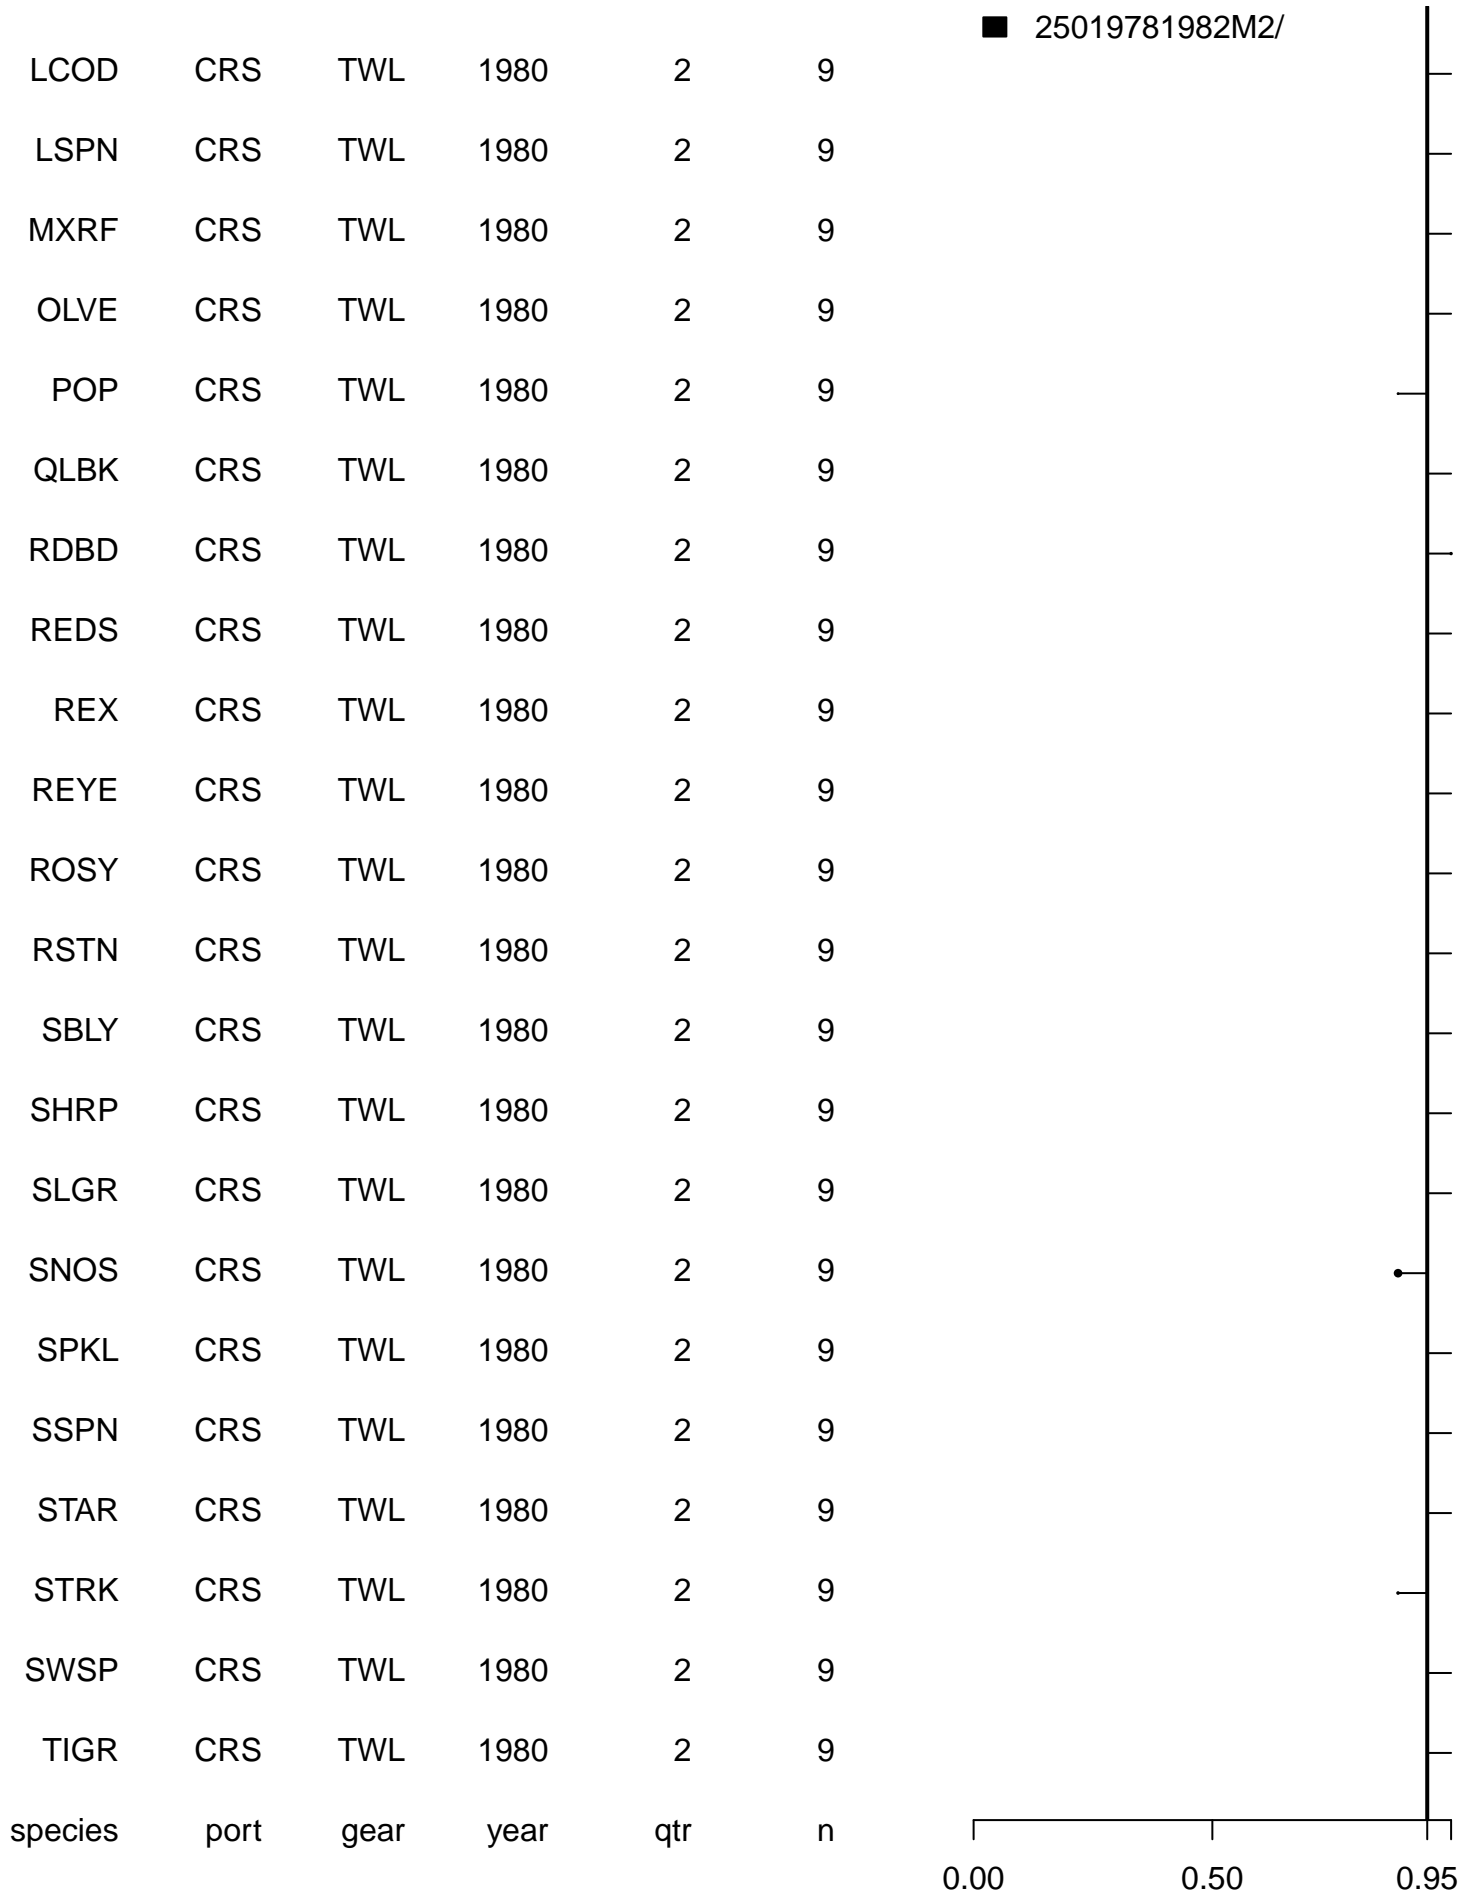 25019781982M2/
LCOD CRS TWL 1980 2 9
LSPN CRS TWL 1980 2 9
MXRF CRS TWL 1980 2 9
OLVE CRS TWL 1980 2 9
POP CRS TWL 1980 2 9
QLBK CRS TWL 1980 2 9
RDBD CRS TWL 1980 2 9
REDS CRS TWL 1980 2 9
REX CRS TWL 1980 2 9
REYE CRS TWL 1980 2 9
ROSY CRS TWL 1980 2 9
RSTN CRS TWL 1980 2 9
SBLY CRS TWL 1980 2 9
SHRP CRS TWL 1980 2 9
SLGR CRS TWL 1980 2 9
SNOS CRS TWL 1980 2 9
SPKL CRS TWL 1980 2 9
SSPN CRS TWL 1980 2 9
STAR CRS TWL 1980 2 9
STRK CRS TWL 1980 2 9
SWSP CRS TWL 1980 2 9
TIGR CRS TWL 1980 2 9
species port gear year qtr n
0.00 0.50 0.95